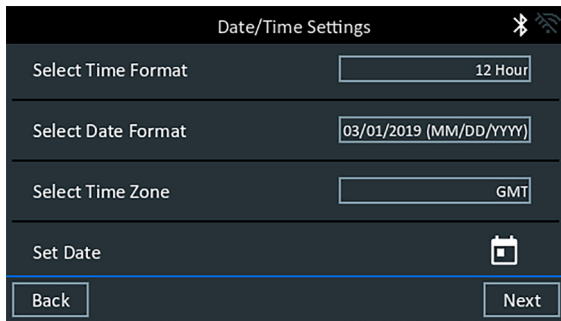 Date/Time Settings
Select Time Format 12 Hour
Select Date Format 03/01/2019 (MM/DD/YYYY)
Select Time Zone GMT
Set Date
Back Next